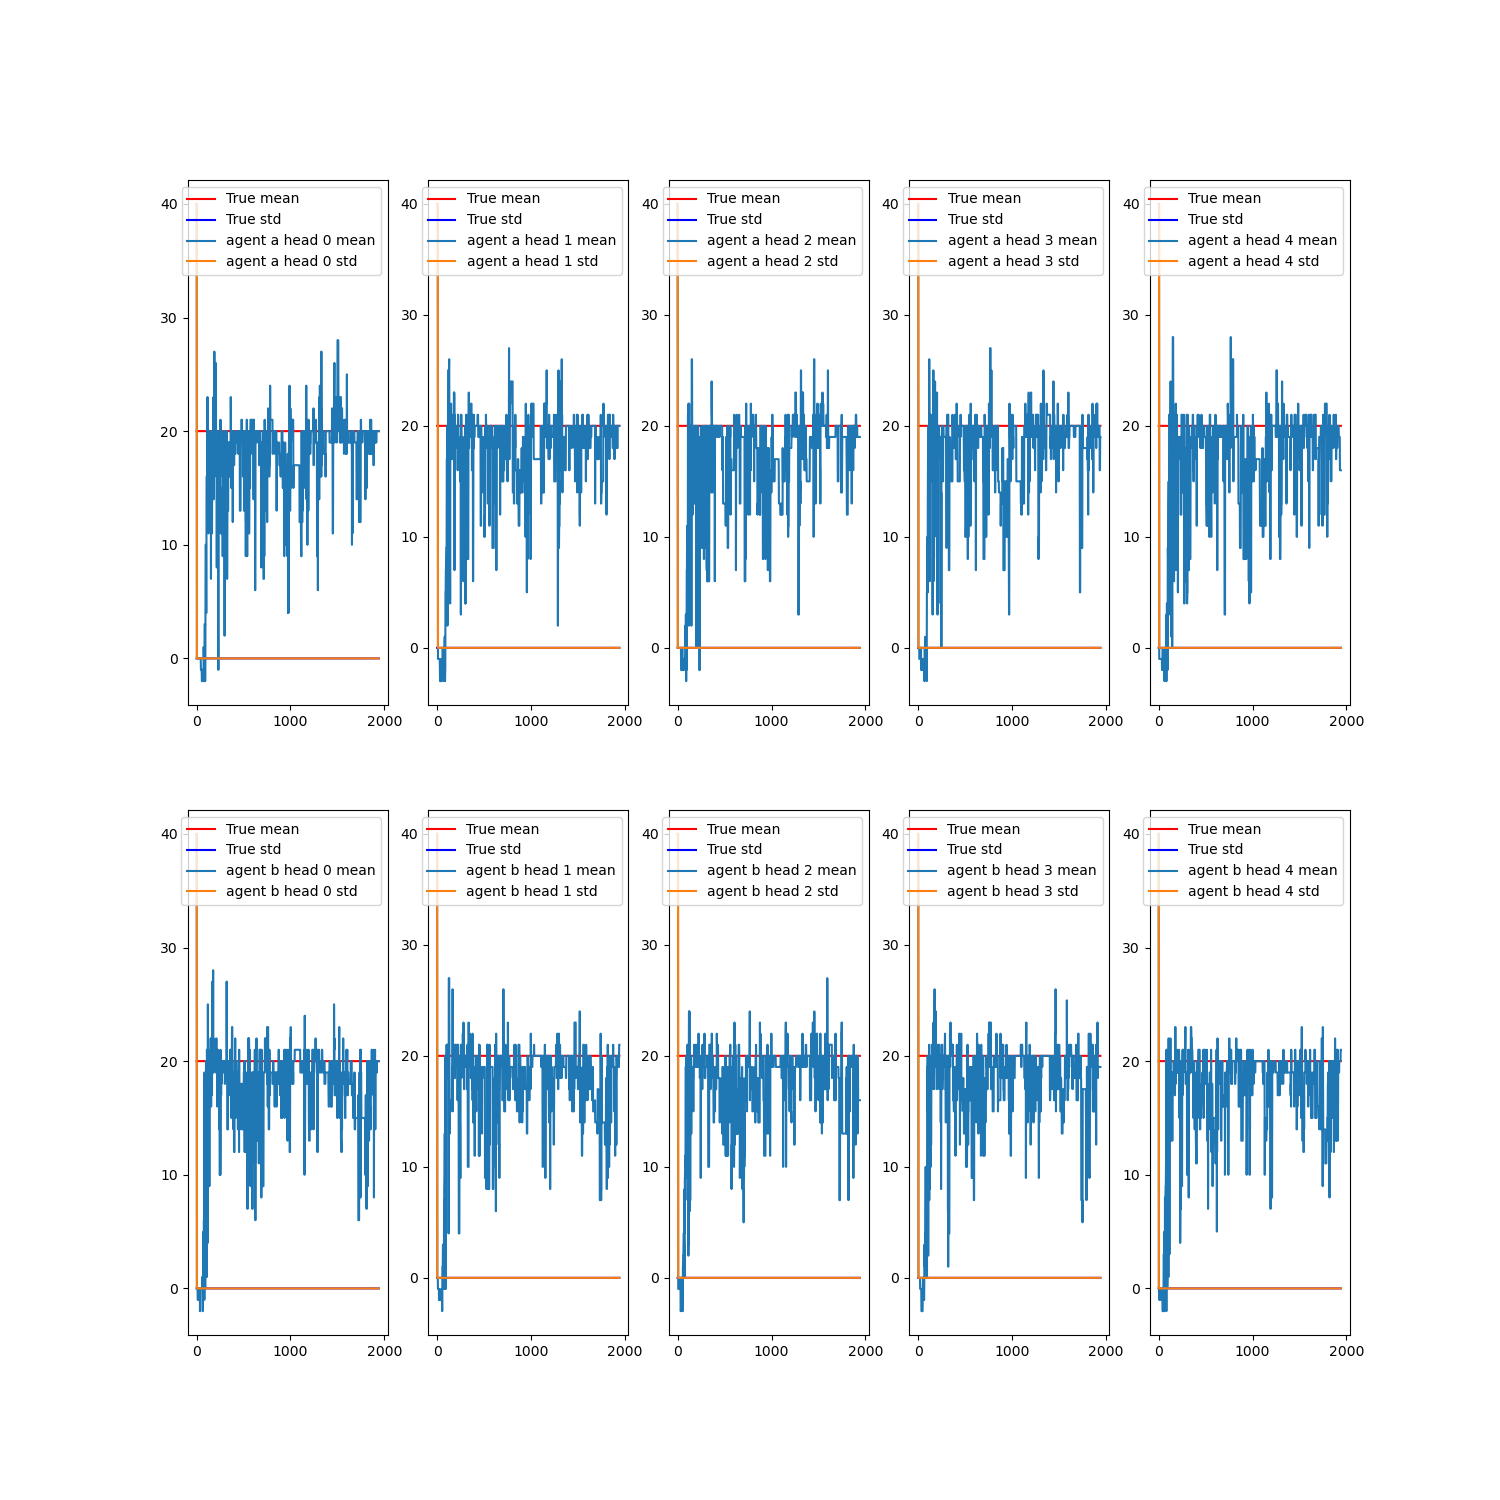 True mean
True std
agent a head 0 mean
agent a head 0 std
40
30
20
10
0
0 1000 2000
True mean
True std
agent a head 1 mean
agent a head 1 std
40
30
20
10
0
0 1000 2000
True mean
True std
agent a head 2 mean
agent a head 2 std
40
30
20
10
0
0 1000 2000
True mean
True std
agent a head 3 mean
agent a head 3 std
40
30
20
10
0
0 1000 2000
True mean
True std
agent a head 4 mean
agent a head 4 std
40
30
20
10
0
0 1000 2000
True mean
True std
agent b head 0 mean
agent b head 0 std
40
30
20
10
0
0 1000 2000
True mean
True std
agent b head 1 mean
agent b head 1 std
40
30
20
10
0
0 1000 2000
True mean
True std
agent b head 2 mean
agent b head 2 std
40
30
20
10
0
0 1000 2000
True mean
True std
agent b head 3 mean
agent b head 3 std
40
30
20
10
0
0 1000 2000
True mean
True std
agent b head 4 mean
agent b head 4 std
40
30
20
10
0
0 1000 2000